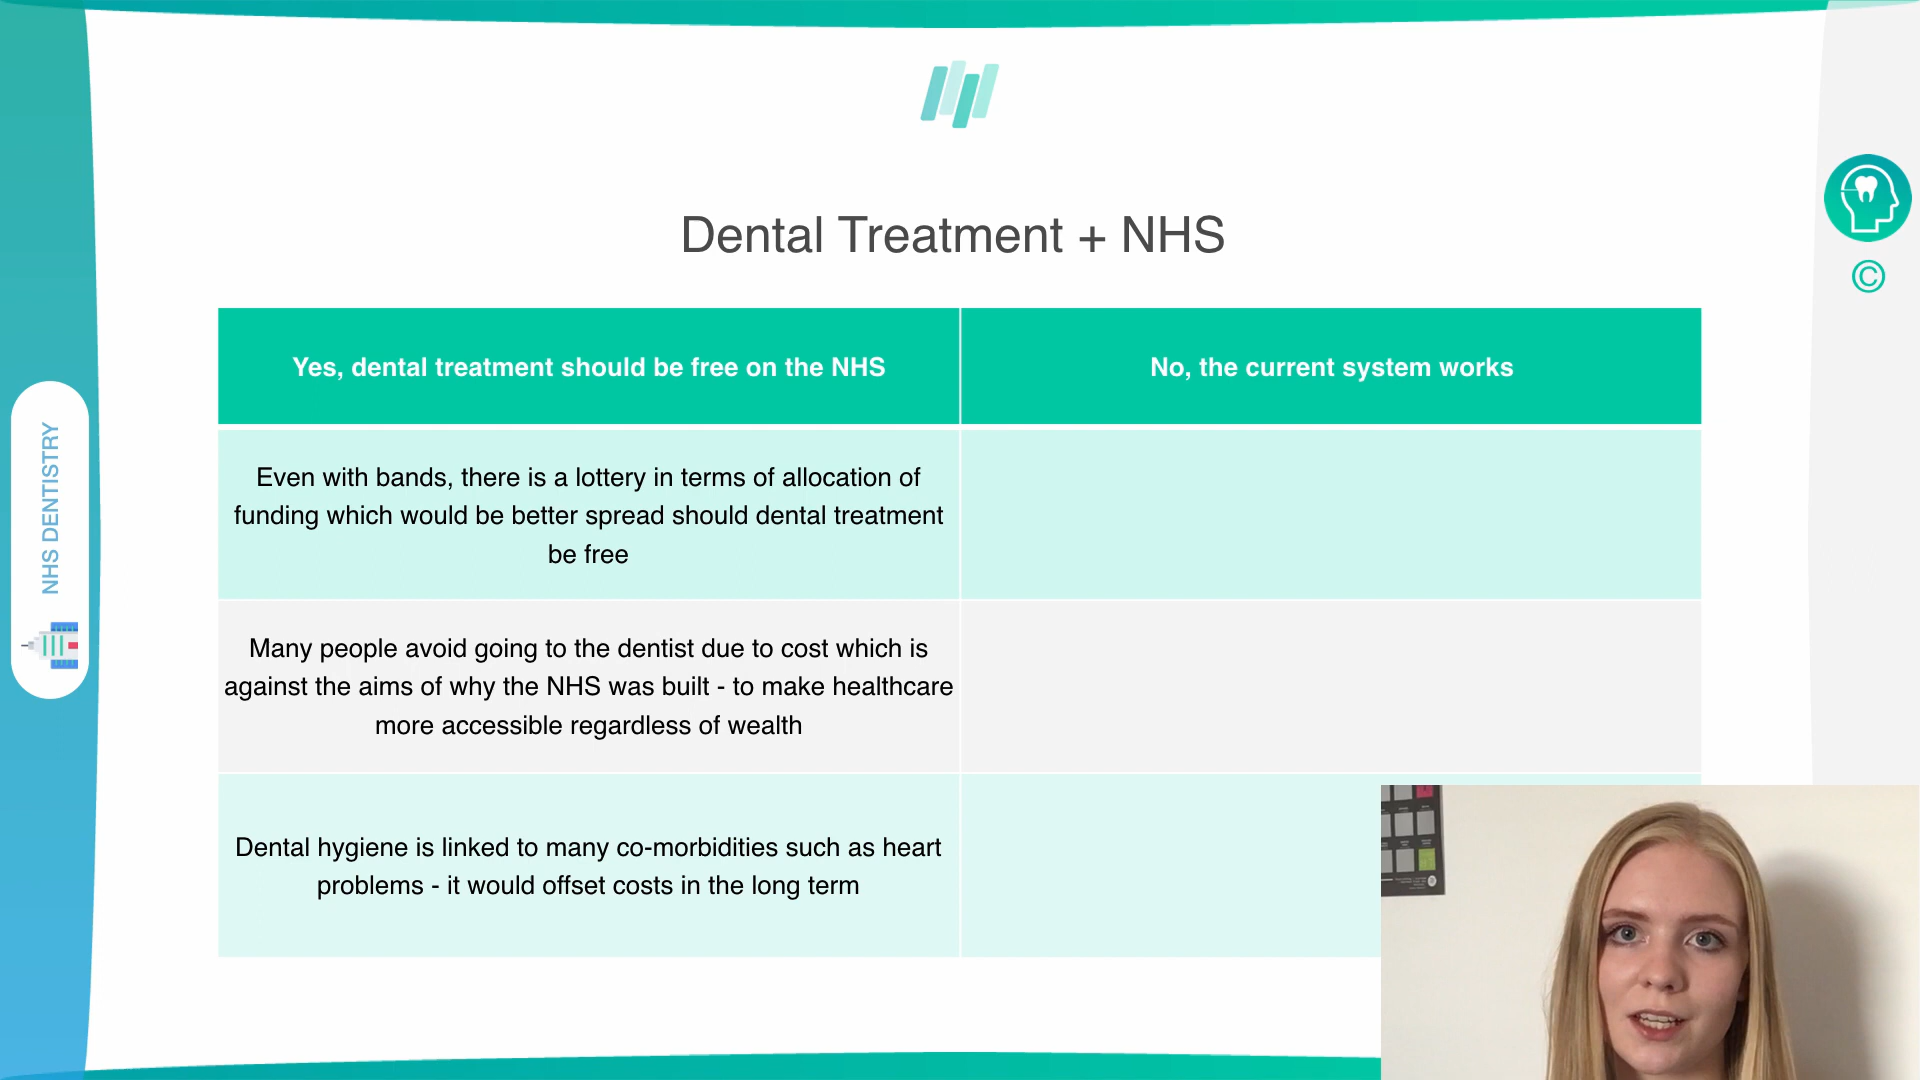 Dental Treatment + NHS
Yes, dental treatment should be free on the NHS
No, the current system works
Even with bands, there is a lottery in terms of allocation of
funding which would be better spread should dental treatment
be free
Many people avoid going to the dentist due to cost which is
against the aims of why the NHS was built - to make healthcare
more accessible regardless of wealth
Dental hygiene is linked to many co-morbidities such as heart
problems - it would offset costs in the long term
NHS DENTISTRY
©